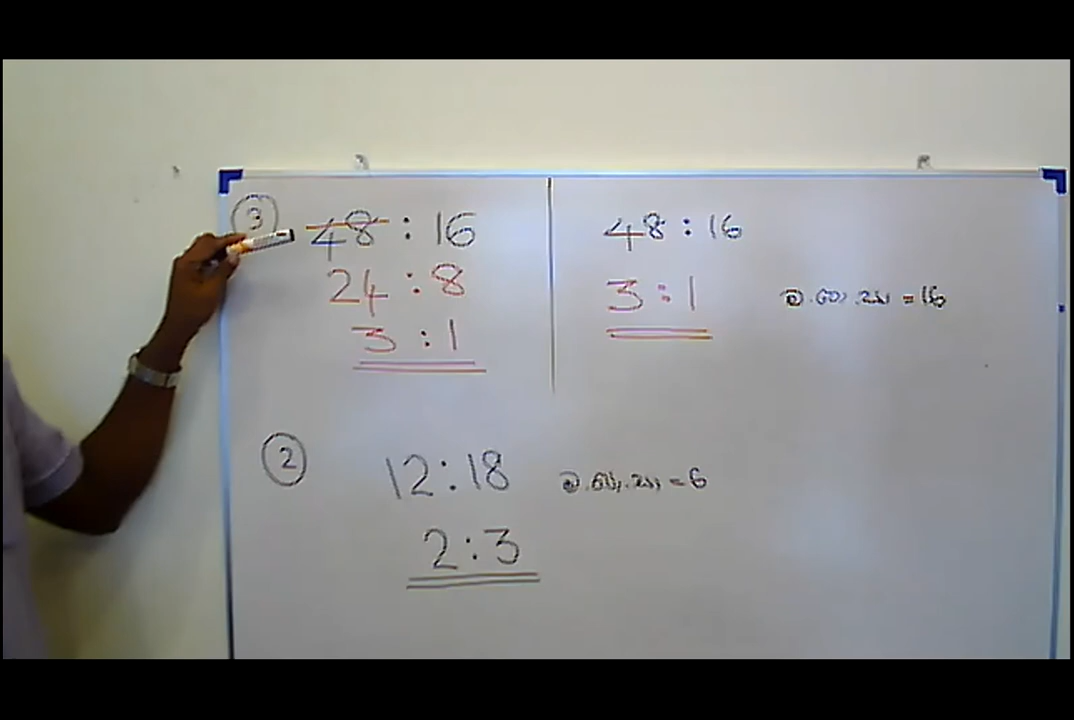 3
48 : 16
24 : 8
3 : 1
48 : 16
3 : 1
ම.පො.සා = 16
2
12 : 18
ම.පො.සා. = 6
2 : 3